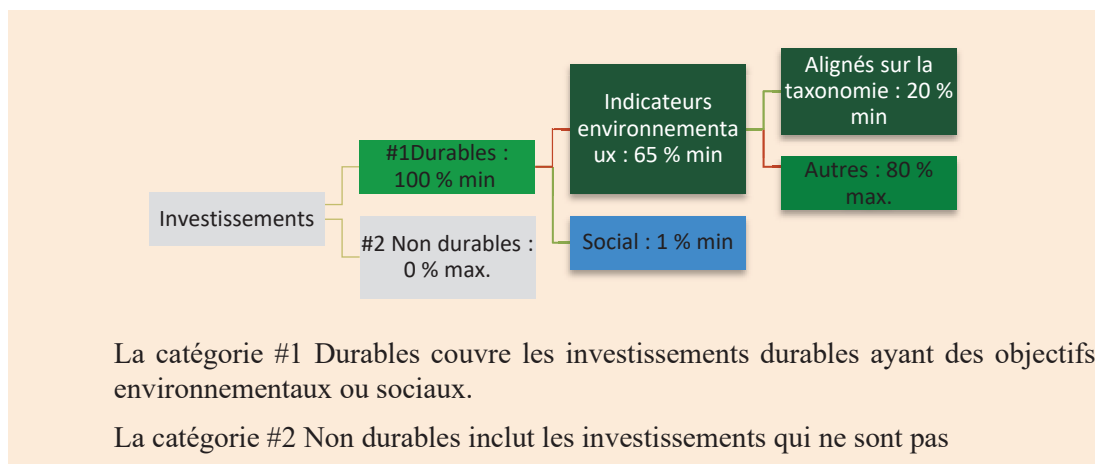 Investissements
#1Durables :
100 % min
#2 Non durables :
0 % max.
Indicateurs
environnementa
ux : 65 % min
Social : 1 % min
Alignés sur la
taxonomie : 20 %
min
Autres : 80 %
max.
La catégorie #1 Durables couvre les investissements durables ayant des objectifs
environnementaux ou sociaux.
La catégorie #2 Non durables inclut les investissements qui ne sont pas